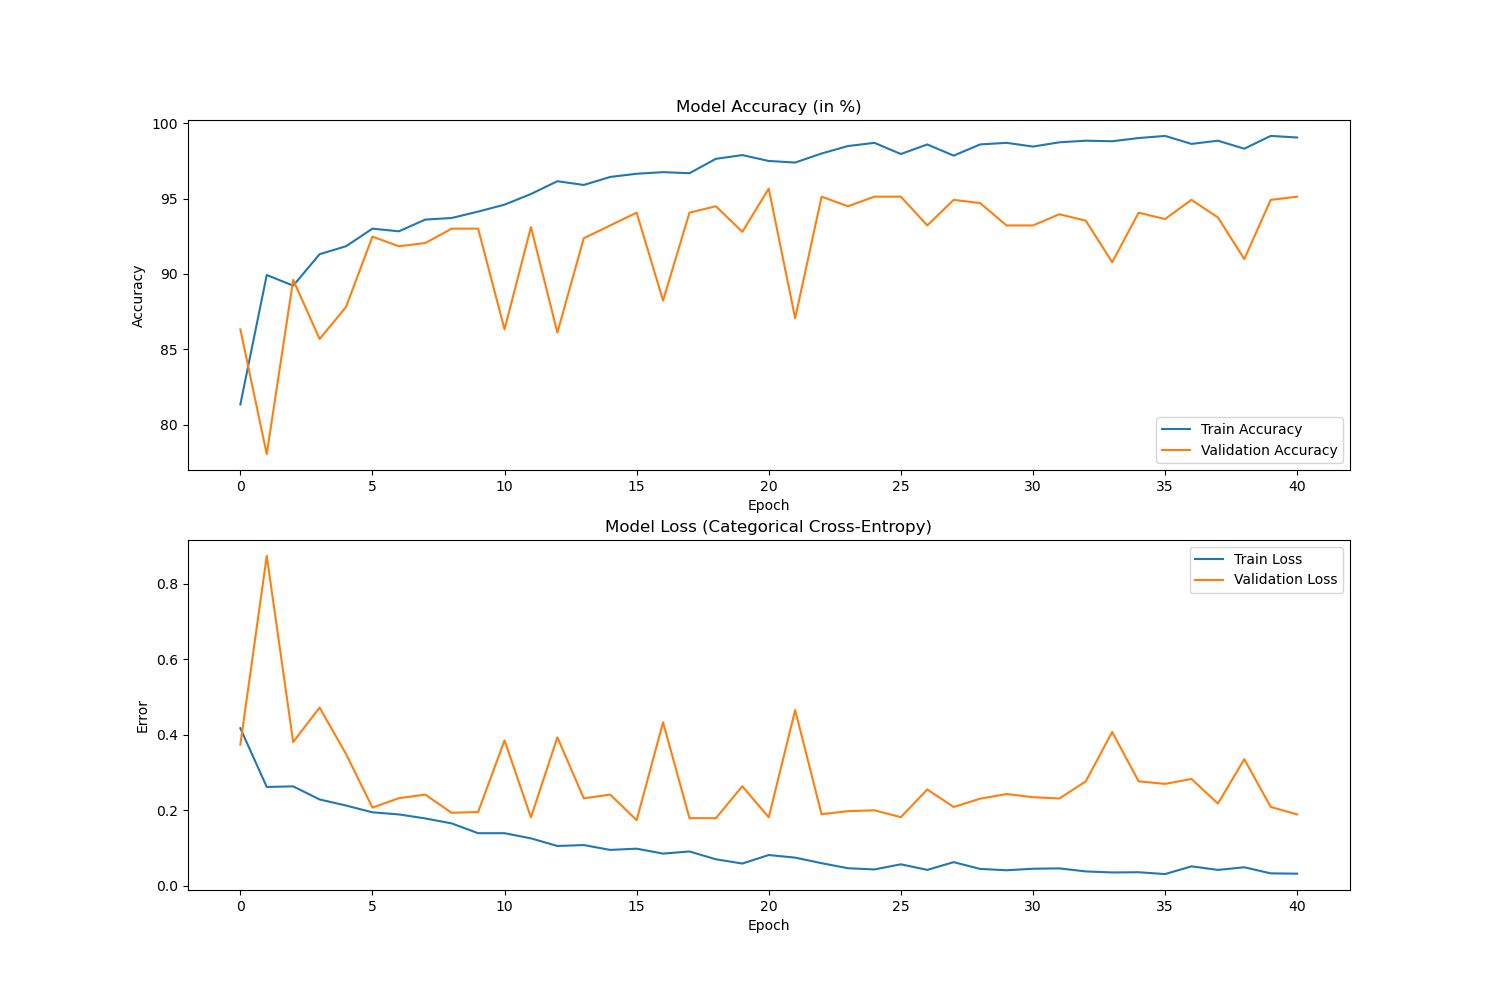 Model Accuracy (in %)
100
95
90
85
80
Accuracy
Train Accuracy
Validation Accuracy
0 5 10 15 20 25 30 35 40
Epoch
Model Loss (Categorical Cross-Entropy)
Train Loss
Validation Loss
0.8
0.6
0.4
0.2
0.0
Error
0 5 10 15 20 25 30 35 40
Epoch